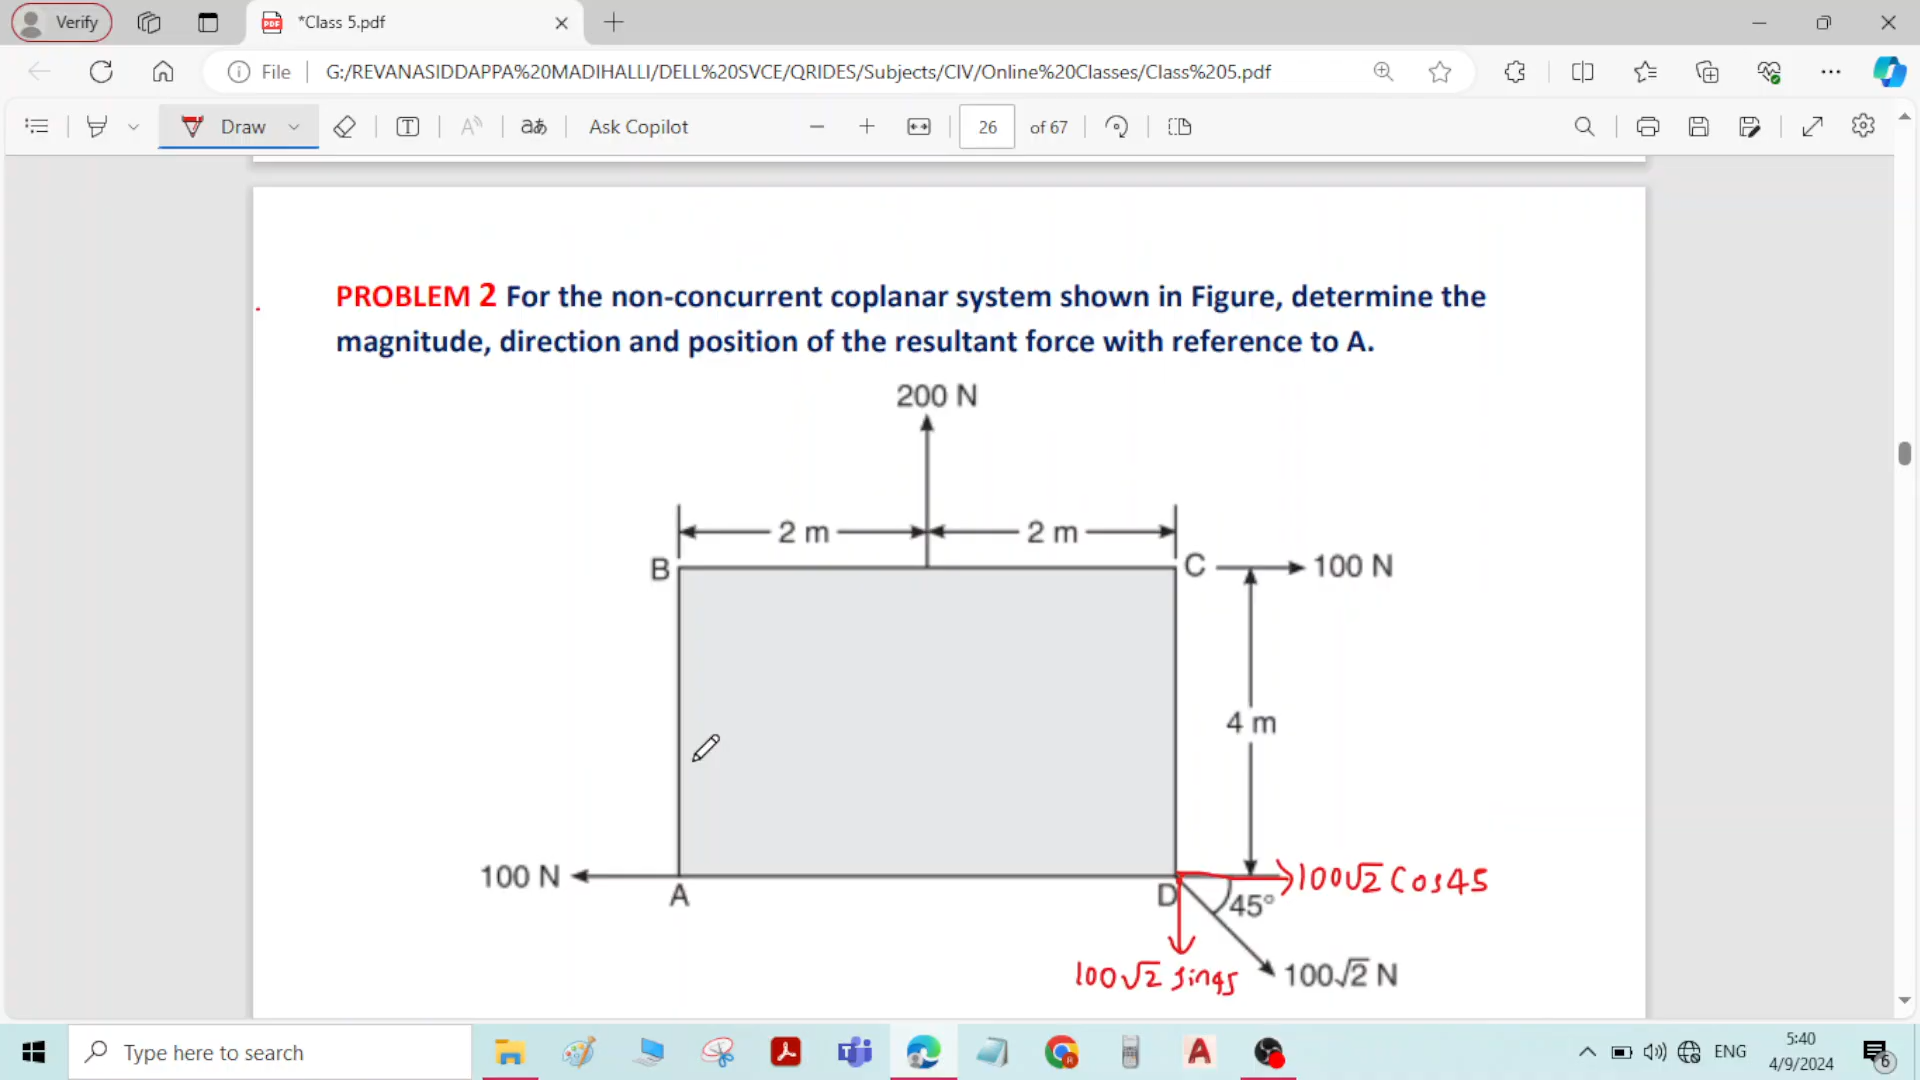 Verify
*Class 5.pdf
File
G:/REVANASIDDAPPA%20MADIHALLI/DELL%20SVCE/QRIDES/Subjects/CIV/Online%20Classes/Class%205.pdf
Draw
Ask Copilot
26 of 67
PROBLEM 2 For the non-concurrent coplanar system shown in Figure, determine the
magnitude, direction and position of the resultant force with reference to A.
200 N
2 m 2 m
B C 100 N
4 m
100 N A D 45° 100√2 Cos45
100√2 Sin45 100√2 N
Type here to search
ENG
5:40
4/9/2024
6